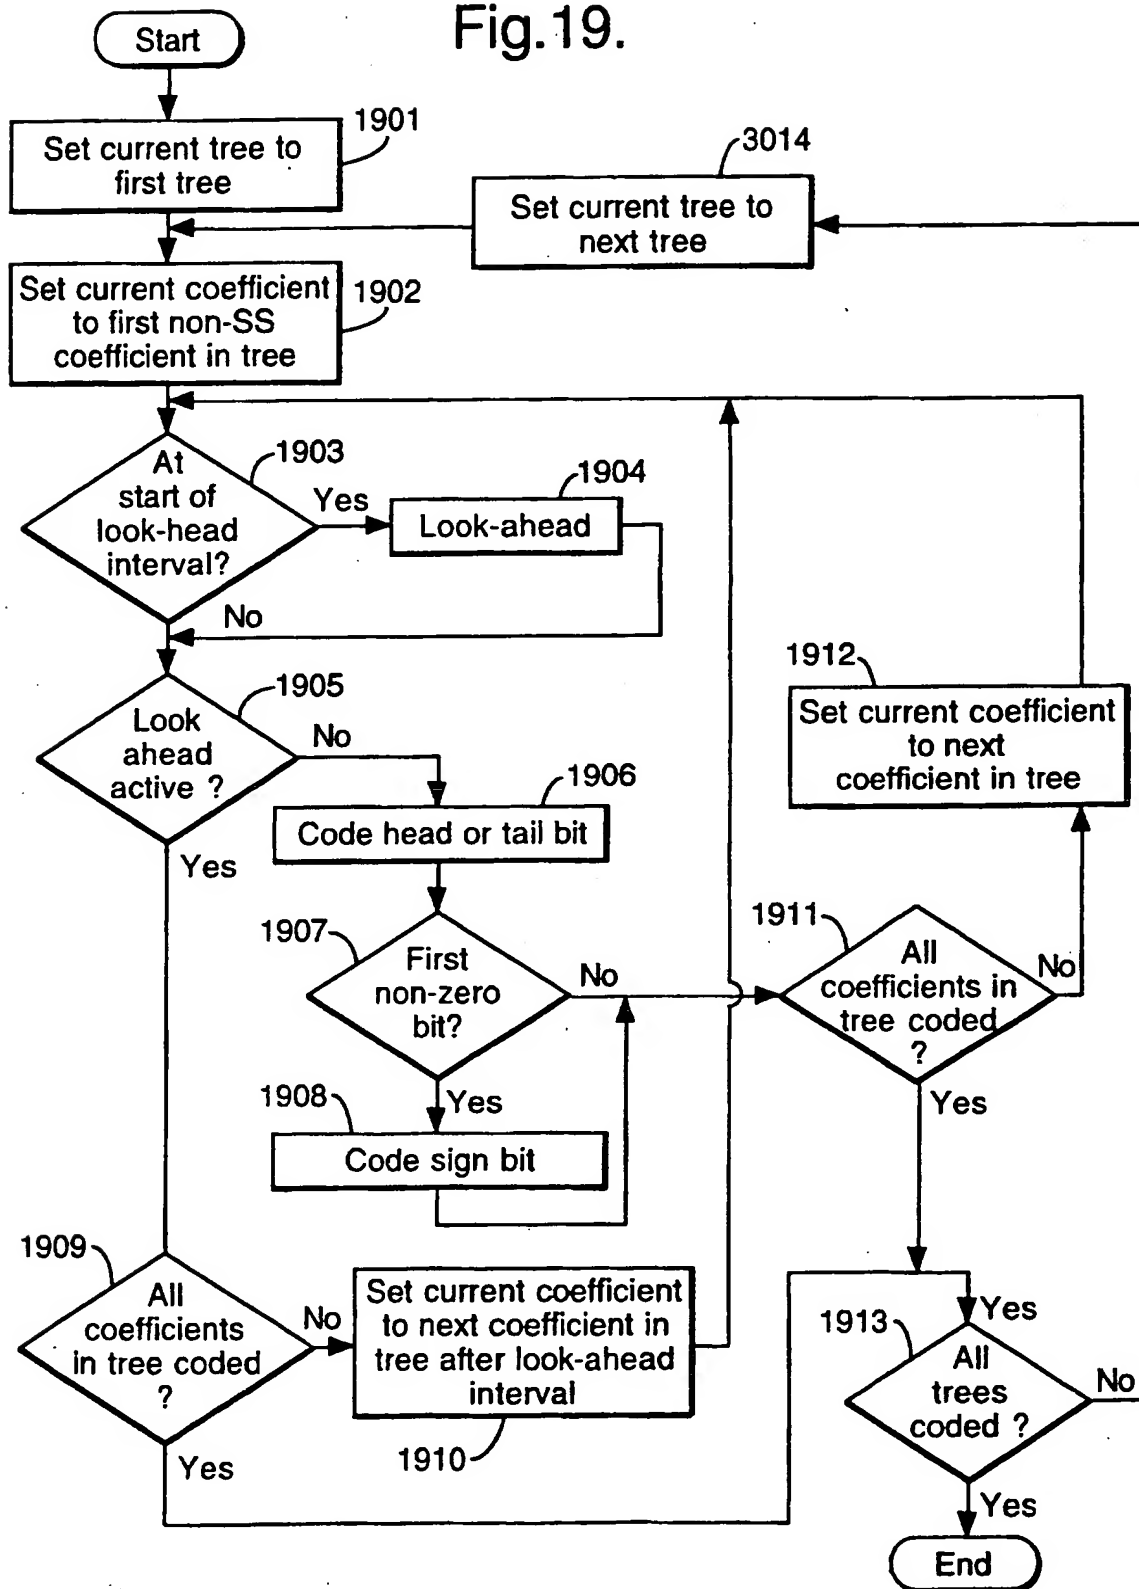 Fig.19.
Start
1901
Set current tree to
first tree
3014
Set current tree to
next tree
1902
Set current coefficient
to first non-SS
coefficient in tree
1903
At
start of
look-head
interval?
Yes
1904
Look-ahead
No
1905
Look
ahead
active ?
No
Yes
1906
Code head or tail bit
1907
First
non-zero
bit?
No
Yes
1908
Code sign bit
1912
Set current coefficient
to next
coefficient in tree
1911
All
coefficients in
tree coded
?
No
Yes
1909
All
coefficients
in tree coded
?
No
Yes
Set current coefficient
to next coefficient in
tree after look-ahead
interval
1910
Yes
1913
All
trees
coded ?
No
Yes
End